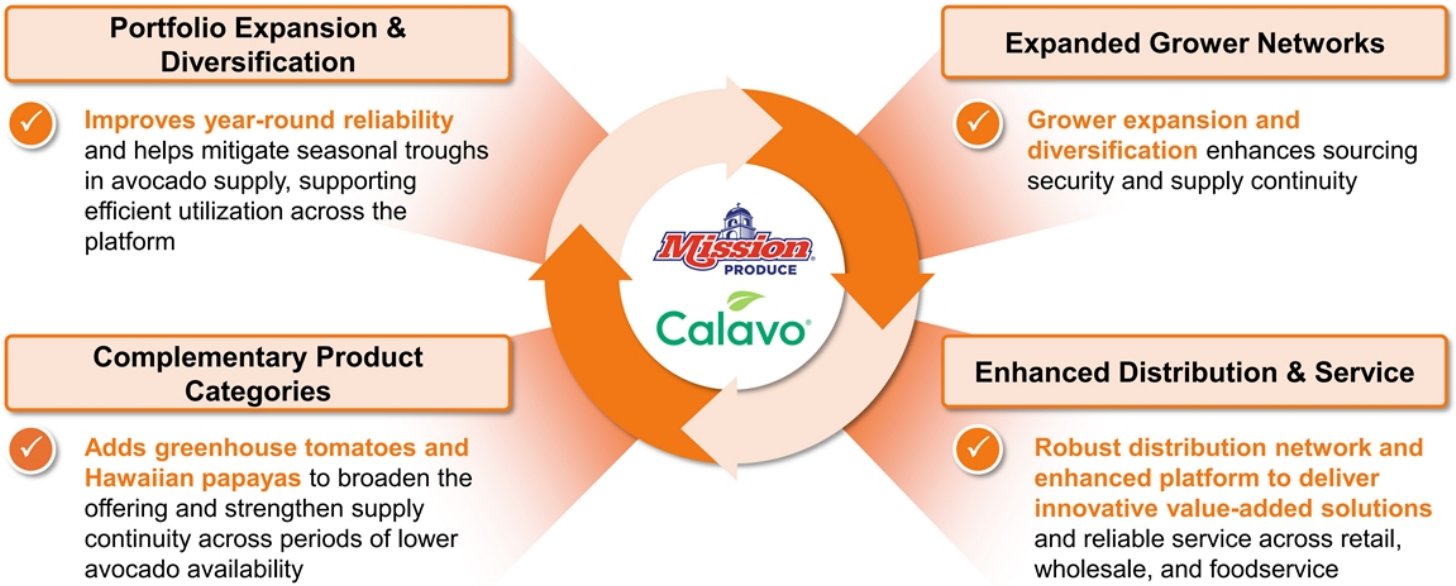 Portfolio Expansion &
Diversification
Improves year-round reliability
and helps mitigate seasonal troughs
in avocado supply, supporting
efficient utilization across the
platform
Expanded Grower Networks
Grower expansion and
diversification enhances sourcing
security and supply continuity
Mission
PRODUCE
Calavo
Complementary Product
Categories
Adds greenhouse tomatoes and
Hawaiian papayas to broaden the
offering and strengthen supply
continuity across periods of lower
avocado availability
Enhanced Distribution & Service
Robust distribution network and
enhanced platform to deliver
innovative value-added solutions
and reliable service across retail,
wholesale, and foodservice